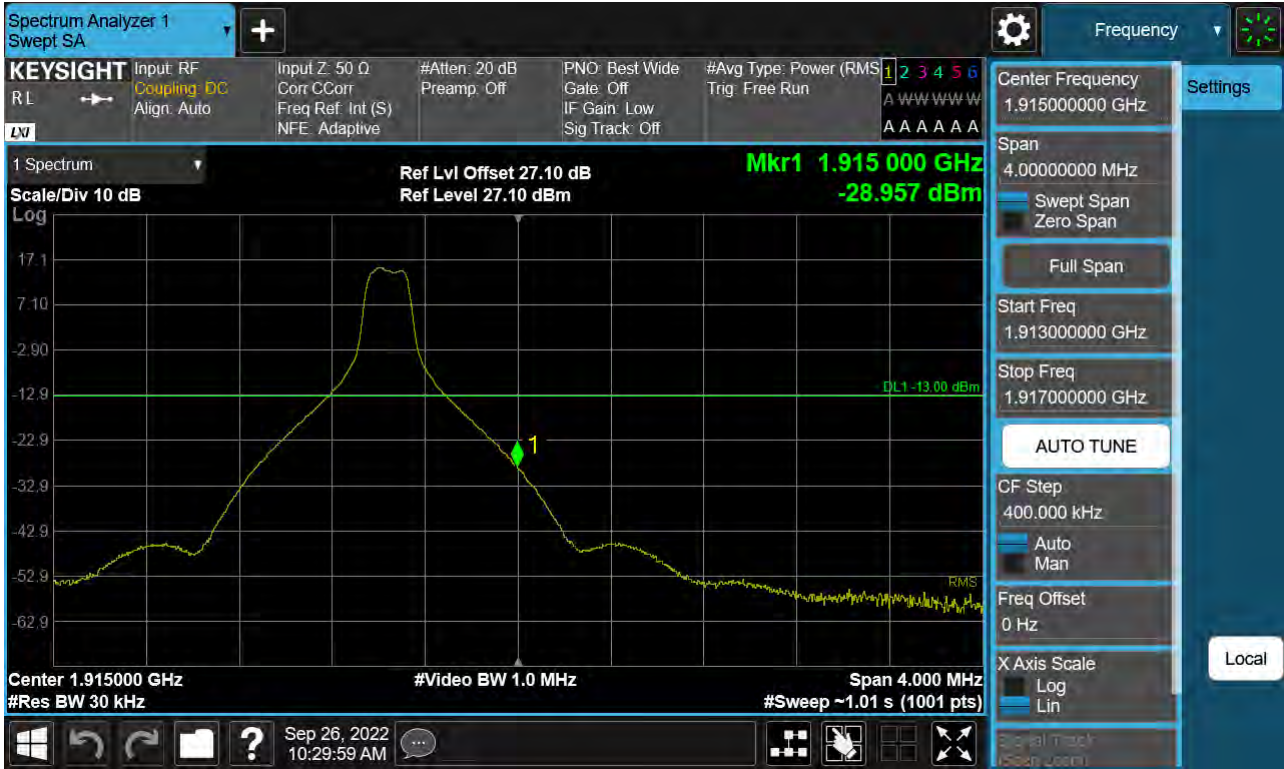 Spectrum Analyzer 1
Swept SA
+
Frequency
KEYSIGHT
RL
LXI
Input: RF
Coupling: DC
Align: Auto
Input Z: 50 Ω
Corr CCorr
Freq Ref: Int (S)
NFE: Adaptive
#Atten: 20 dB
Preamp: Off
PNO: Best Wide
Gate: Off
IF Gain: Low
Sig Track: Off
#Avg Type: Power (RMS
Trig: Free Run
1 2 3 4 5 6
A W W W W W
A A A A A A
1 Spectrum
Scale/Div 10 dB
Log
Ref Lvl Offset 27.10 dB
Ref Level 27.10 dBm
Mkr1 1.915 000 GHz
-28.957 dBm
17.1
7.10
-2.90
-12.9
-22.9
-32.9
-42.9
-52.9
-62.9
DL1 -13.00 dBm
1
RMS
Center 1.915000 GHz
#Res BW 30 kHz
#Video BW 1.0 MHz
Span 4.000 MHz
#Sweep ~1.01 s (1001 pts)
Center Frequency
1.915000000 GHz
Settings
Span
4.00000000 MHz
Swept Span
Zero Span
Full Span
Start Freq
1.913000000 GHz
Stop Freq
1.917000000 GHz
AUTO TUNE
CF Step
400.000 kHz
Auto
Man
Freq Offset
0 Hz
X Axis Scale
Log
Lin
Local
Signal Track
(Span Zoom)
?
Sep 26, 2022
10:29:59 AM